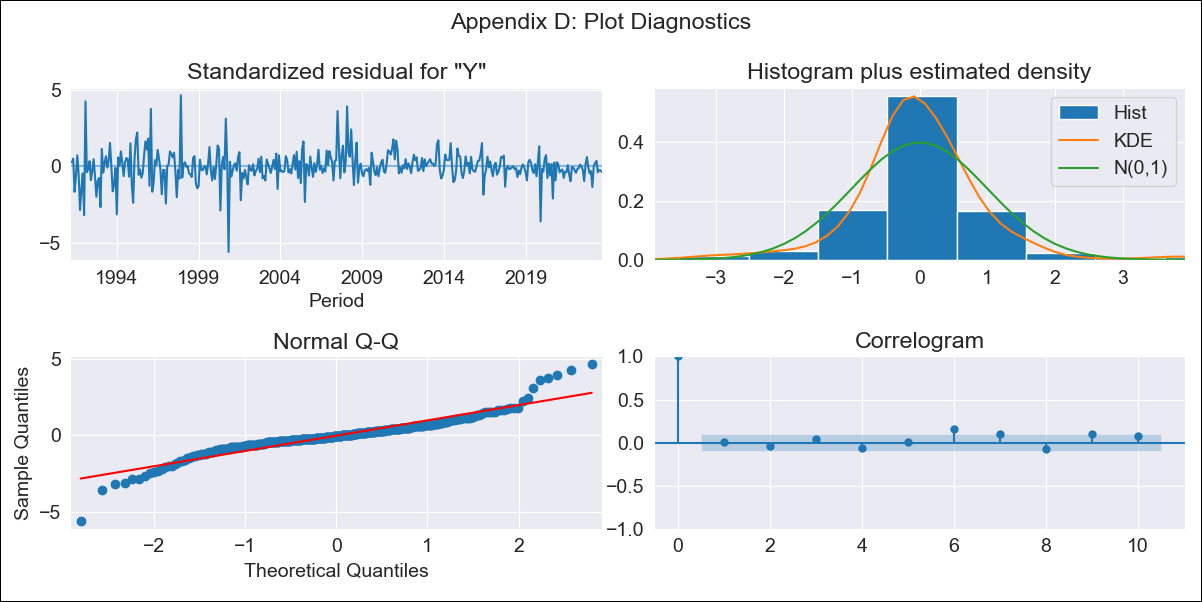 Appendix D: Plot Diagnostics
Standardized residual for "Y"
5
0
−5
1994 1999 2004 2009 2014 2019
Period
Histogram plus estimated density
0.4
0.2
0.0
Hist
KDE
N(0,1)
−3 −2 −1 0 1 2 3
Normal Q-Q
Sample Quantiles
5
0
−5
−2 −1 0 1 2
Theoretical Quantiles
Correlogram
1.0
0.5
0.0
−0.5
−1.0
0 2 4 6 8 10